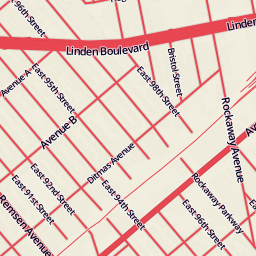 East 96th Street
Linden
Linden Boulevard
Bristol Street
Avenue A
East 95th Street
East 98th Street
Rockaway Avenue
Avenue B
Ditmas Avenue
East 92nd Street
East 91st Street
East 94th Street
Rockaway Parkway
East 96th Street
Remsen Avenue